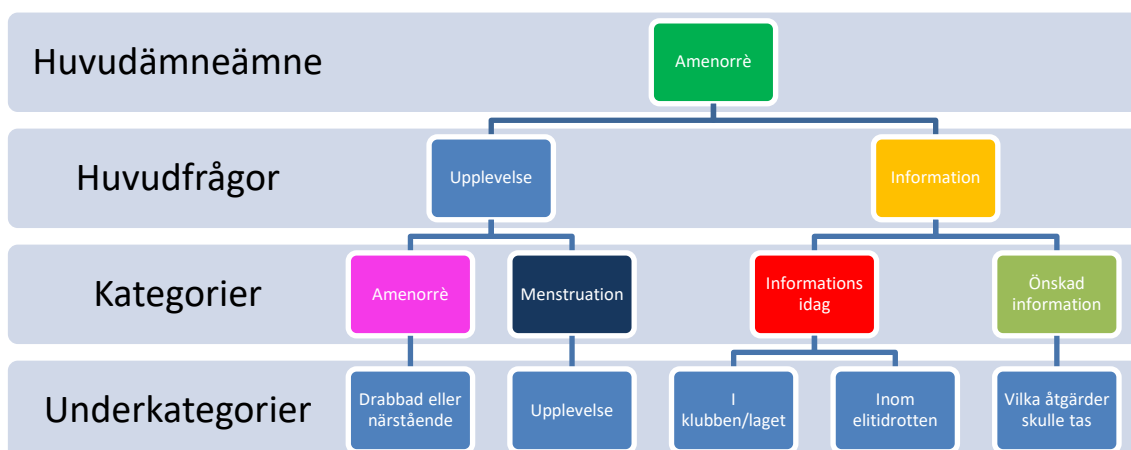 Huvudämneämne
Amenorrè
Huvudfrågor
Upplevelse
Information
Kategorier
Amenorrè
Menstruation
Informations
idag
Önskad
information
Underkategorier
Drabbad eller
närstående
Upplevelse
I
klubben/laget
Inom
elitidrotten
Vilka åtgärder
skulle tas